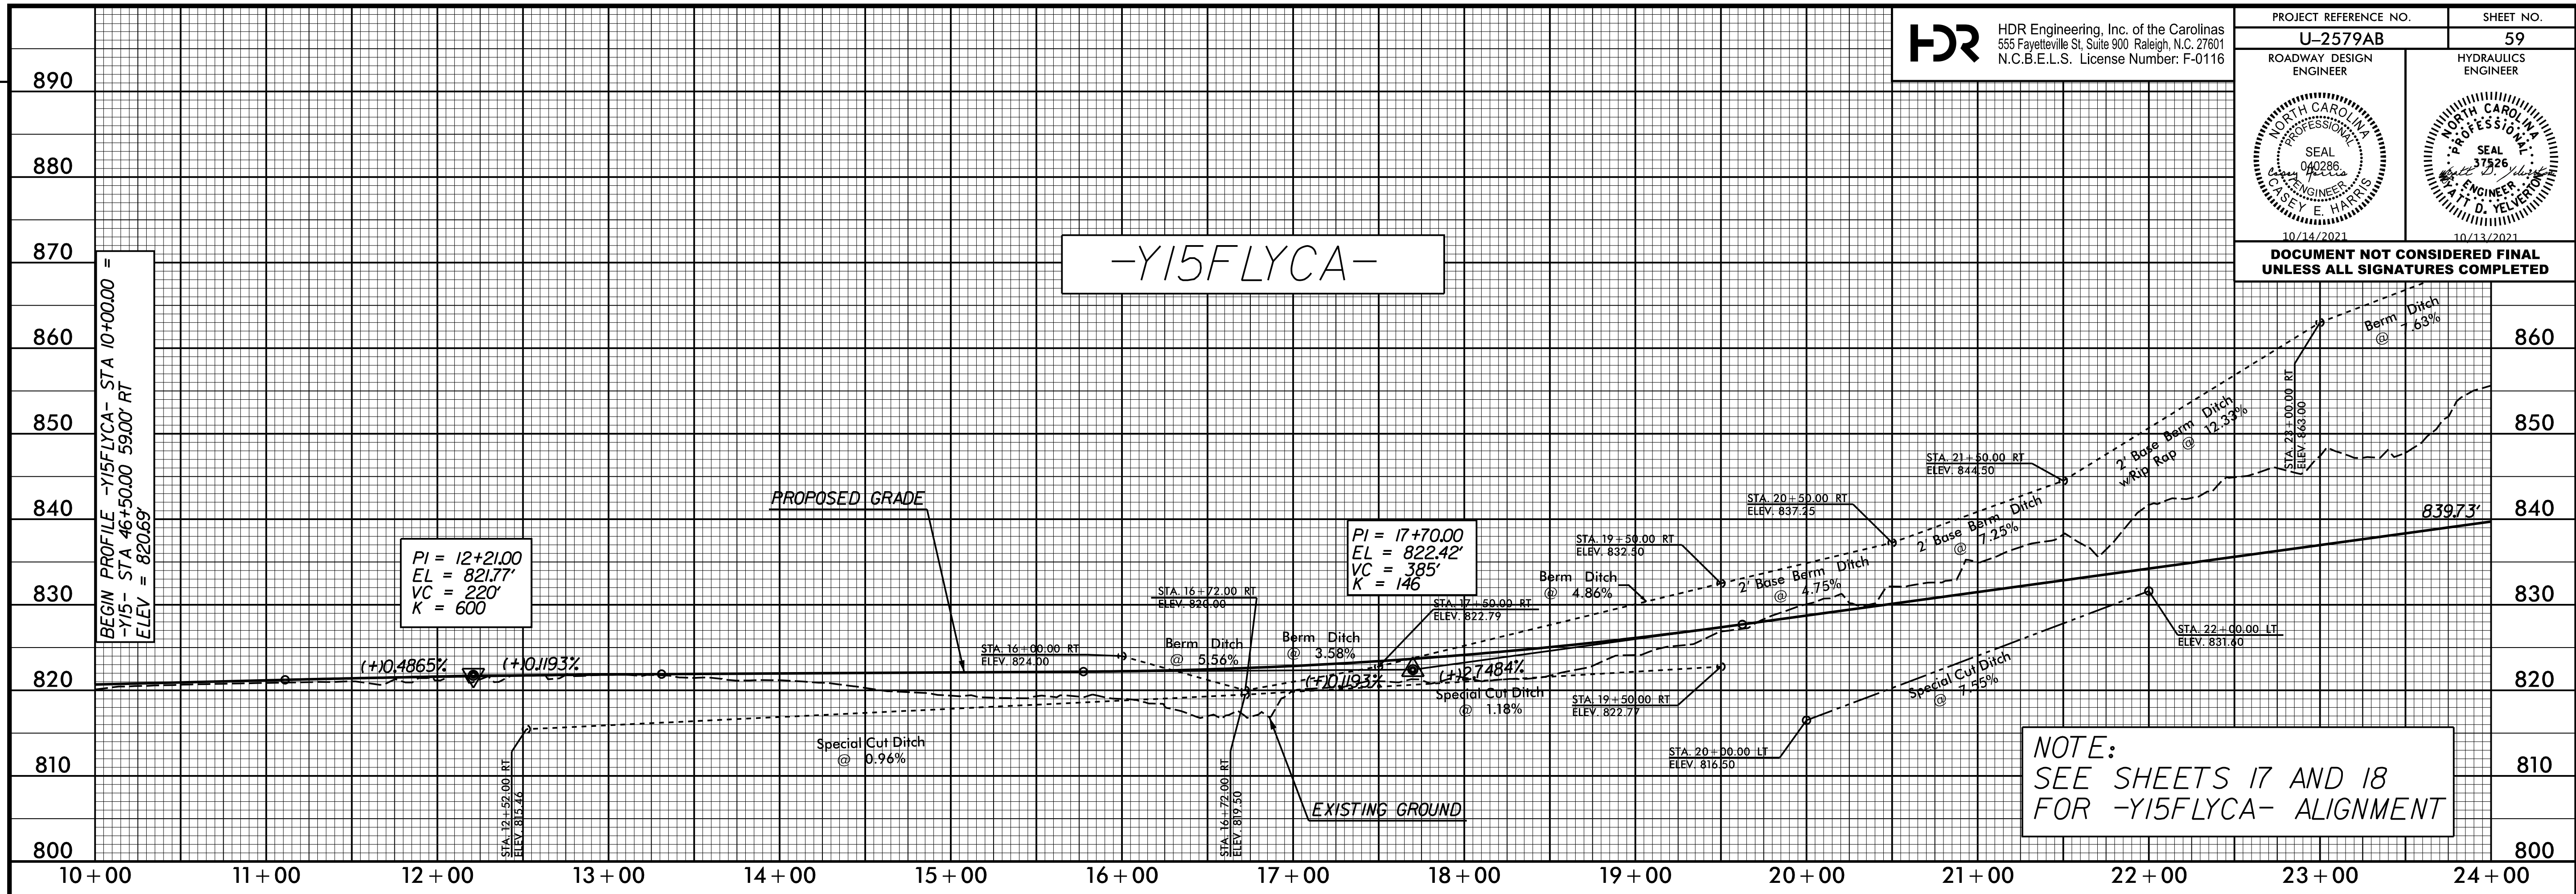 HDR
HDR Engineering, Inc. of the Carolinas
555 Fayetteville St, Suite 900 Raleigh, N.C. 27601
N.C.B.E.L.S. License Number: F-0116
PROJECT REFERENCE NO.
SHEET NO.
U-2579AB
59
ROADWAY DESIGN
ENGINEER
HYDRAULICS
ENGINEER
NORTH CAROLINA
PROFESSIONAL
SEAL
040286
ENGINEER
CASEY E. HARRIS
Casey Harris
10/14/2021
NORTH CAROLINA
PROFESSIONAL
SEAL
37526
ENGINEER
WYATT D. YELVERTON
Wyatt D. Yelverton
10/13/2021
DOCUMENT NOT CONSIDERED FINAL
UNLESS ALL SIGNATURES COMPLETED
-Y15FLYCA-
BEGIN PROFILE -Y15FLYCA- STA 10+00.00 =
-Y15- STA 46+50.00 59.00' RT
ELEV = 820.69'
PI = 12+21.00
EL = 821.77'
VC = 220'
K = 600
(+)0.4865%
(+)0.1193%
PROPOSED GRADE
PI = 17+70.00
EL = 822.42'
VC = 385'
K = 146
(+)0.1193%
(+)2.7484%
STA. 16+00.00 RT
ELEV. 824.00
Berm Ditch
@ 5.56%
STA. 16+72.00 RT
ELEV. 820.00
Berm Ditch
@ 3.58%
STA. 17+50.00 RT
ELEV. 822.79
Berm Ditch
@ 4.86%
STA. 19+50.00 RT
ELEV. 832.50
2' Base Berm Ditch
@ 4.75%
STA. 20+50.00 RT
ELEV. 837.25
2' Base Berm Ditch
@ 7.25%
STA. 21+50.00 RT
ELEV. 844.50
2' Base Berm Ditch
w/Rip Rap @ 12.33%
STA. 23+00.00 RT
ELEV. 863.00
Berm Ditch
@ 7.63%
839.73'
STA. 12+52.00 RT
ELEV. 815.46
Special Cut Ditch
@ 0.96%
STA. 16+72.00 RT
ELEV. 819.50
Special Cut Ditch
@ 1.18%
STA. 19+50.00 RT
ELEV. 822.77
STA. 20+00.00 LT
ELEV. 816.50
Special Cut Ditch
@ 7.55%
STA. 22+00.00 LT
ELEV. 831.60
EXISTING GROUND
NOTE:
SEE SHEETS 17 AND 18
FOR -Y15FLYCA- ALIGNMENT
890
880
870
860
850
840
830
820
810
800
860
850
840
830
820
810
800
10+00 11+00 12+00 13+00 14+00 15+00 16+00 17+00 18+00 19+00 20+00 21+00 22+00 23+00 24+00